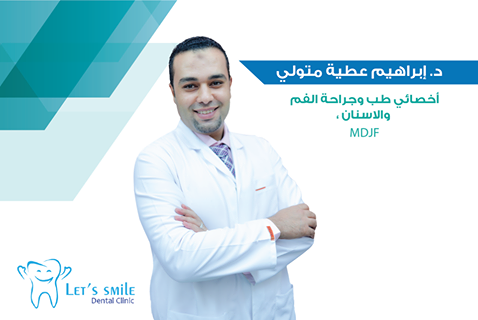 د. إبراهيم عطية متولي
أخصائي طب وجراحة الفم
والاسنان ،
MDJF
LET'S SMILE
Dental Clinic